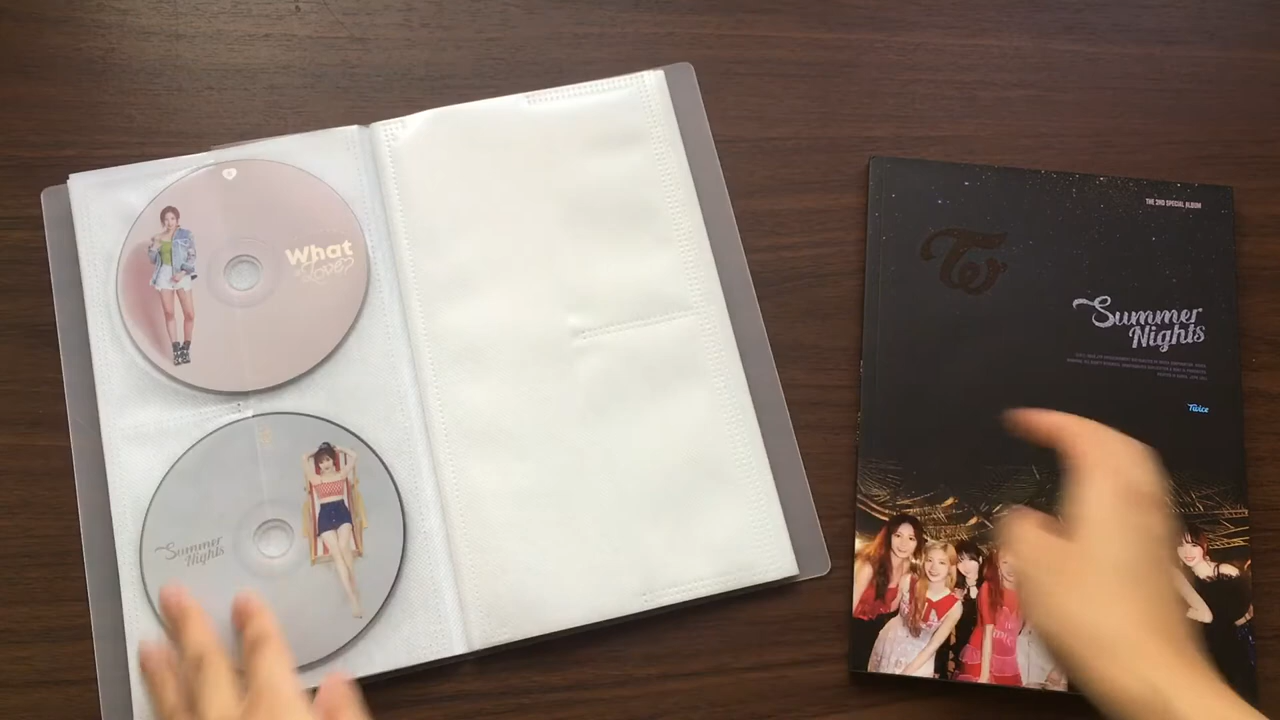 What
is Love?
Summer
Nights
THE 2ND SPECIAL ALBUM
Summer
Nights
Twice